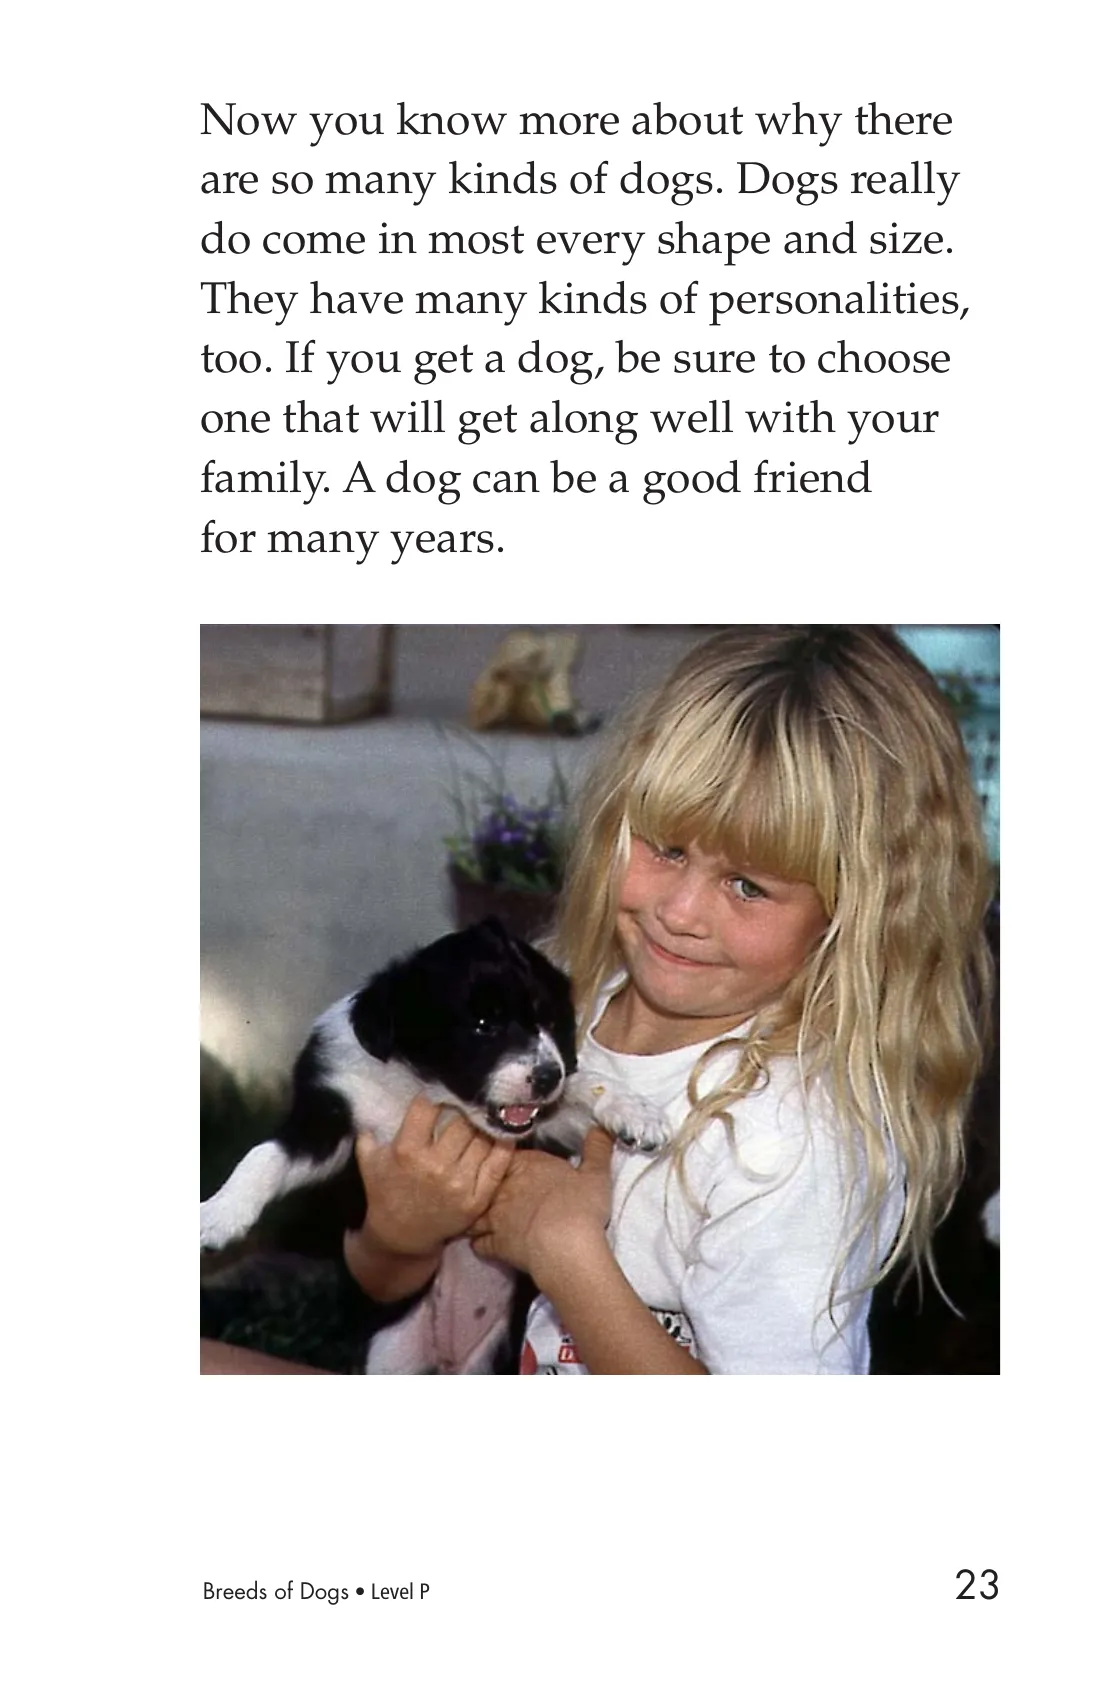 Now you know more about why there
are so many kinds of dogs. Dogs really
do come in most every shape and size.
They have many kinds of personalities,
too. If you get a dog, be sure to choose
one that will get along well with your
family. A dog can be a good friend
for many years.
Breeds of Dogs • Level P
23